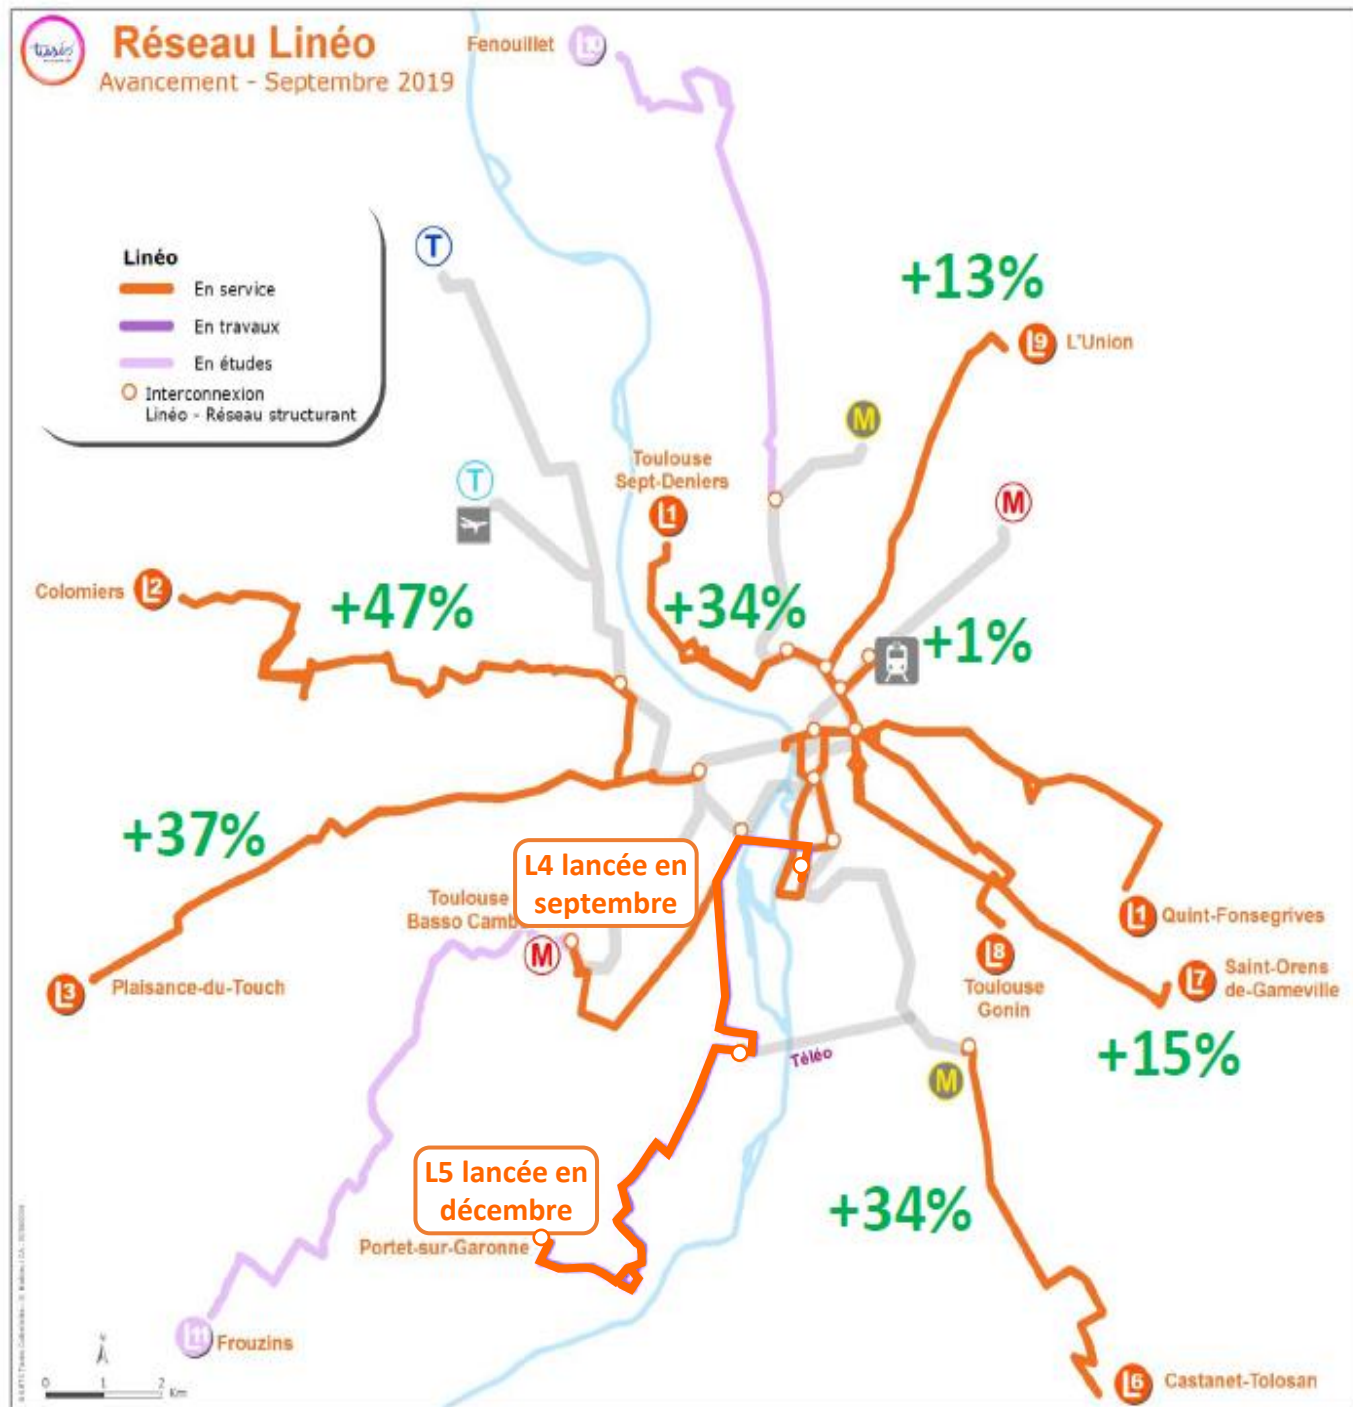 tisséo
Réseau Linéo
Avancement - Septembre 2019
Fenouillet
L10
Linéo
En service
En travaux
En études
Interconnexion
Linéo - Réseau structurant
T
+13%
L9
L'Union
M
Toulouse
Sept-Deniers
L1
T
M
Colomiers
L2
+47%
+34%
+1%
+37%
L4 lancée en
septembre
Toulouse
Basso Camb
M
L1
Quint-Fonsegrives
L3
Plaisance-du-Touch
L8
Toulouse
Gonin
L7
Saint-Orens
de-Gameville
+15%
Téléo
M
L5 lancée en
décembre
+34%
Portet-sur-Garonne
L11
Frouzins
L6
Castanet-Tolosan
0 1 2 Km